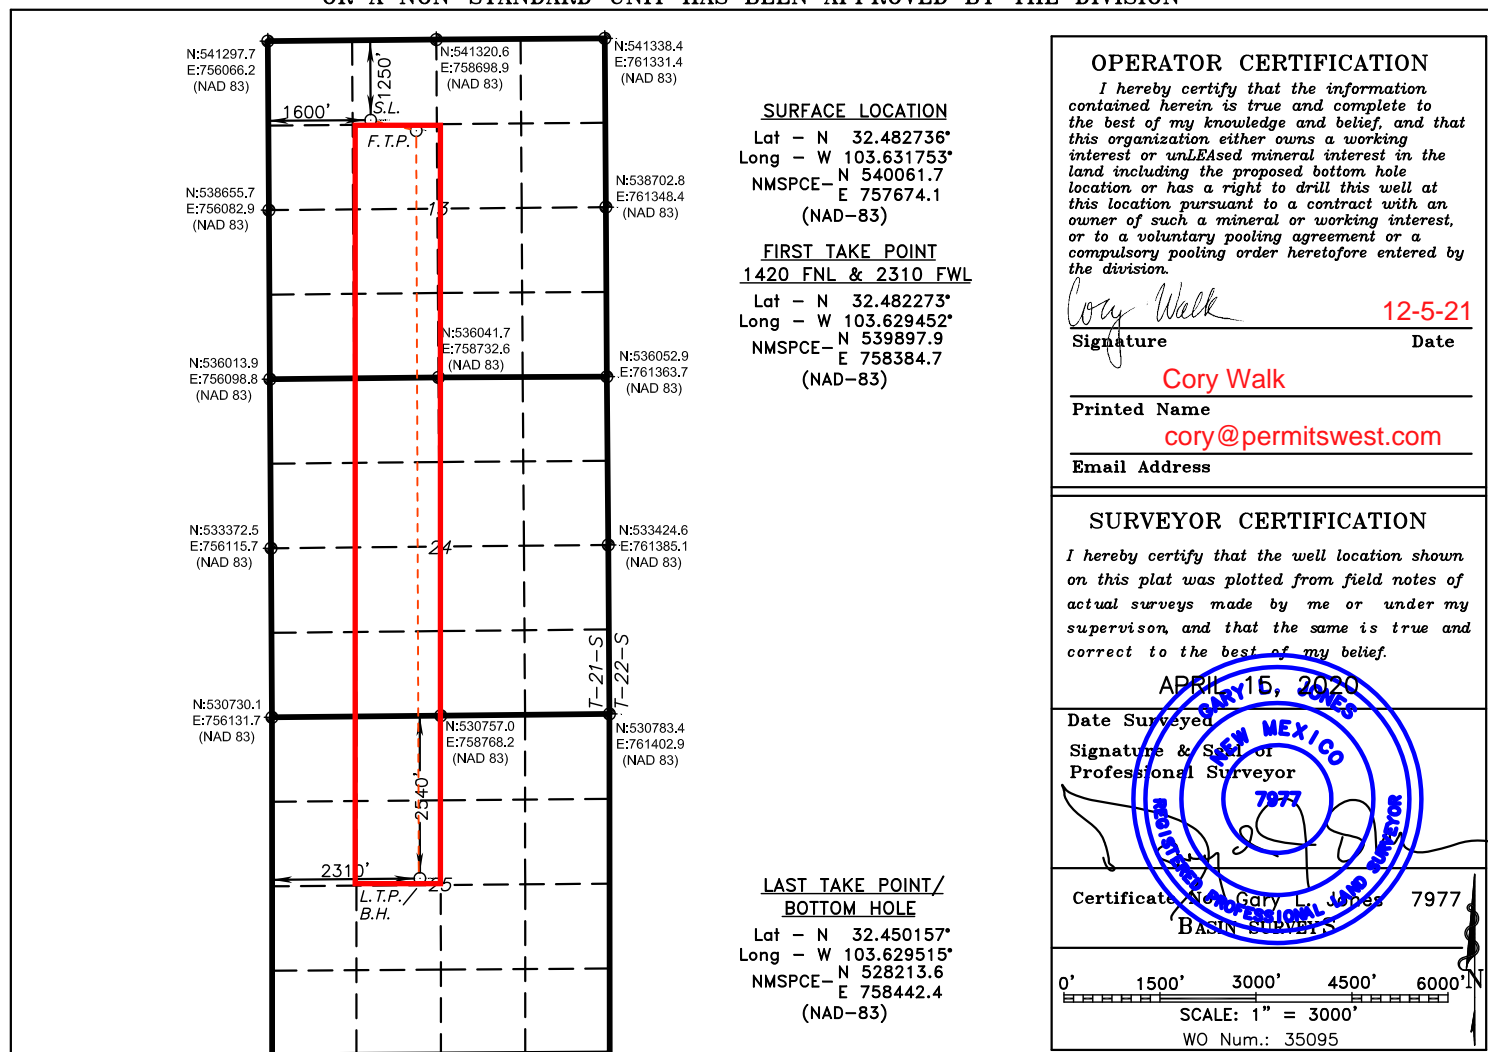 OR A NON-STANDARD UNIT HAS BEEN APPROVED BY THE DIVISION
N:541297.7
E:756066.2
(NAD 83)
N:541320.6
E:758698.9
(NAD 83)
N:541338.4
E:761331.4
(NAD 83)
1250'
1600'
S.L.
F.T.P.
N:538655.7
E:756082.9
(NAD 83)
13
N:538702.8
E:761348.4
(NAD 83)
N:536041.7
E:758732.6
(NAD 83)
N:536013.9
E:756098.8
(NAD 83)
N:536052.9
E:761363.7
(NAD 83)
N:533372.5
E:756115.7
(NAD 83)
24
N:533424.6
E:761385.1
(NAD 83)
T-21-S
T-22-S
N:530730.1
E:756131.7
(NAD 83)
N:530757.0
E:758768.2
(NAD 83)
N:530783.4
E:761402.9
(NAD 83)
2540'
2310'
25
L.T.P./
B.H.
SURFACE LOCATION
Lat - N 32.482736°
Long - W 103.631753°
NMSPCE- N 540061.7
E 757674.1
(NAD-83)
FIRST TAKE POINT
1420 FNL & 2310 FWL
Lat - N 32.482273°
Long - W 103.629452°
NMSPCE- N 539897.9
E 758384.7
(NAD-83)
LAST TAKE POINT/
BOTTOM HOLE
Lat - N 32.450157°
Long - W 103.629515°
NMSPCE- N 528213.6
E 758442.4
(NAD-83)
OPERATOR CERTIFICATION
I hereby certify that the information
contained herein is true and complete to
the best of my knowledge and belief, and that
this organization either owns a working
interest or unLEAsed mineral interest in the
land including the proposed bottom hole
location or has a right to drill this well at
this location pursuant to a contract with an
owner of such a mineral or working interest,
or to a voluntary pooling agreement or a
compulsory pooling order heretofore entered by
the division.
Cory Walk 12-5-21
Signature Date
Cory Walk
Printed Name
cory@permitswest.com
Email Address
SURVEYOR CERTIFICATION
I hereby certify that the well location shown
on this plat was plotted from field notes of
actual surveys made by me or under my
supervison, and that the same is true and
correct to the best of my belief.
APRIL 15, 2020
Date Surveyed
Signature & Seal of
Professional Surveyor
GARY L. JONES
NEW MEXICO
7977
REGISTERED PROFESSIONAL LAND SURVEYOR
Certificate No. Gary L. Jones 7977
BASIN SURVEYS
0' 1500' 3000' 4500' 6000'
N
SCALE: 1" = 3000'
WO Num.: 35095